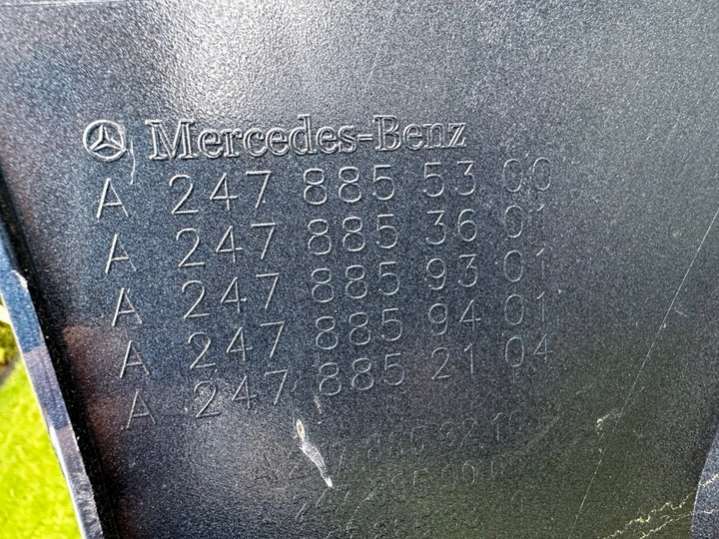 Mercedes-Benz
A 247 885 53 00
A 247 885 36 01
A 247 885 93 01
A 247 885 94 01
A 247 885 21 04